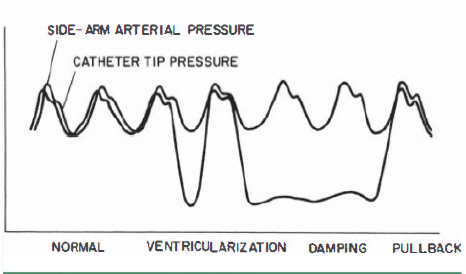 SIDE-ARM ARTERIAL PRESSURE
CATHETER TIP PRESSURE
NORMAL VENTRICULARIZATION DAMPING PULLBACK